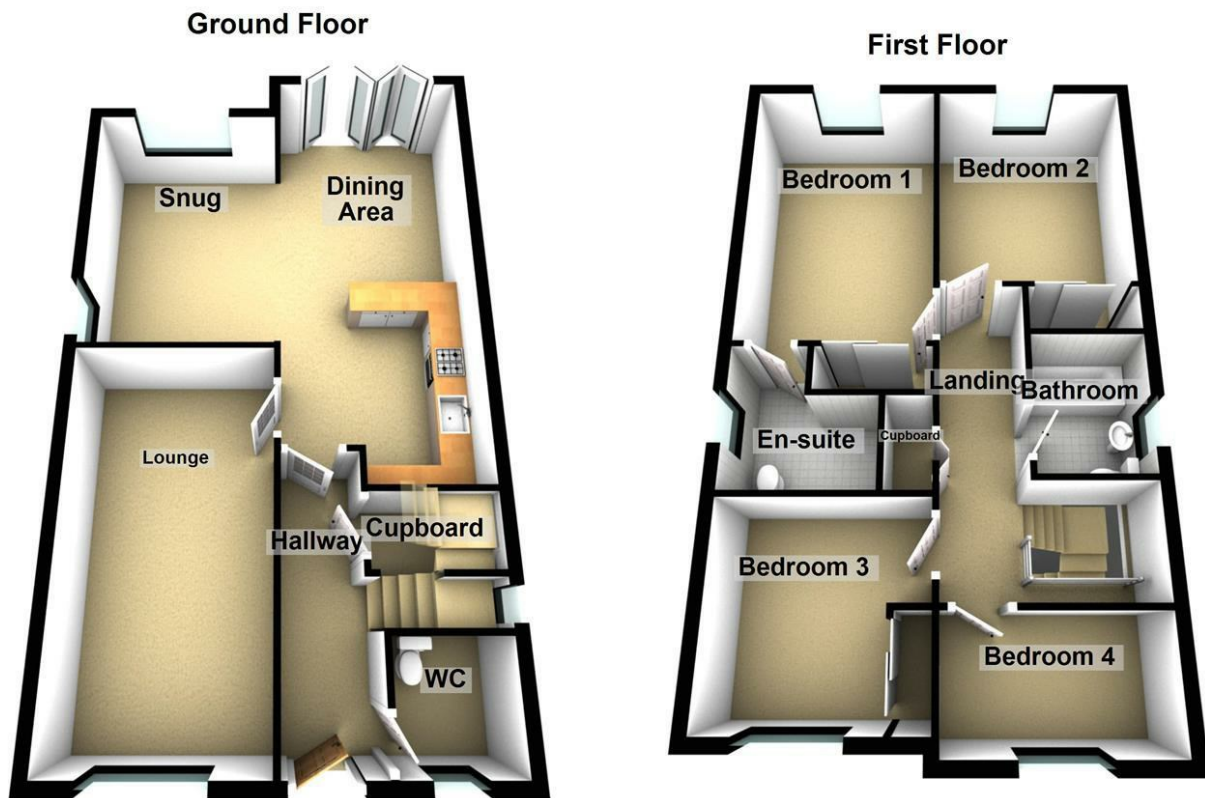 Ground Floor
Snug
Dining
Area
Lounge
Hallway
Cupboard
WC
First Floor
Bedroom 1
Bedroom 2
Landing
Bathroom
En-suite
Cupboard
Bedroom 3
Bedroom 4